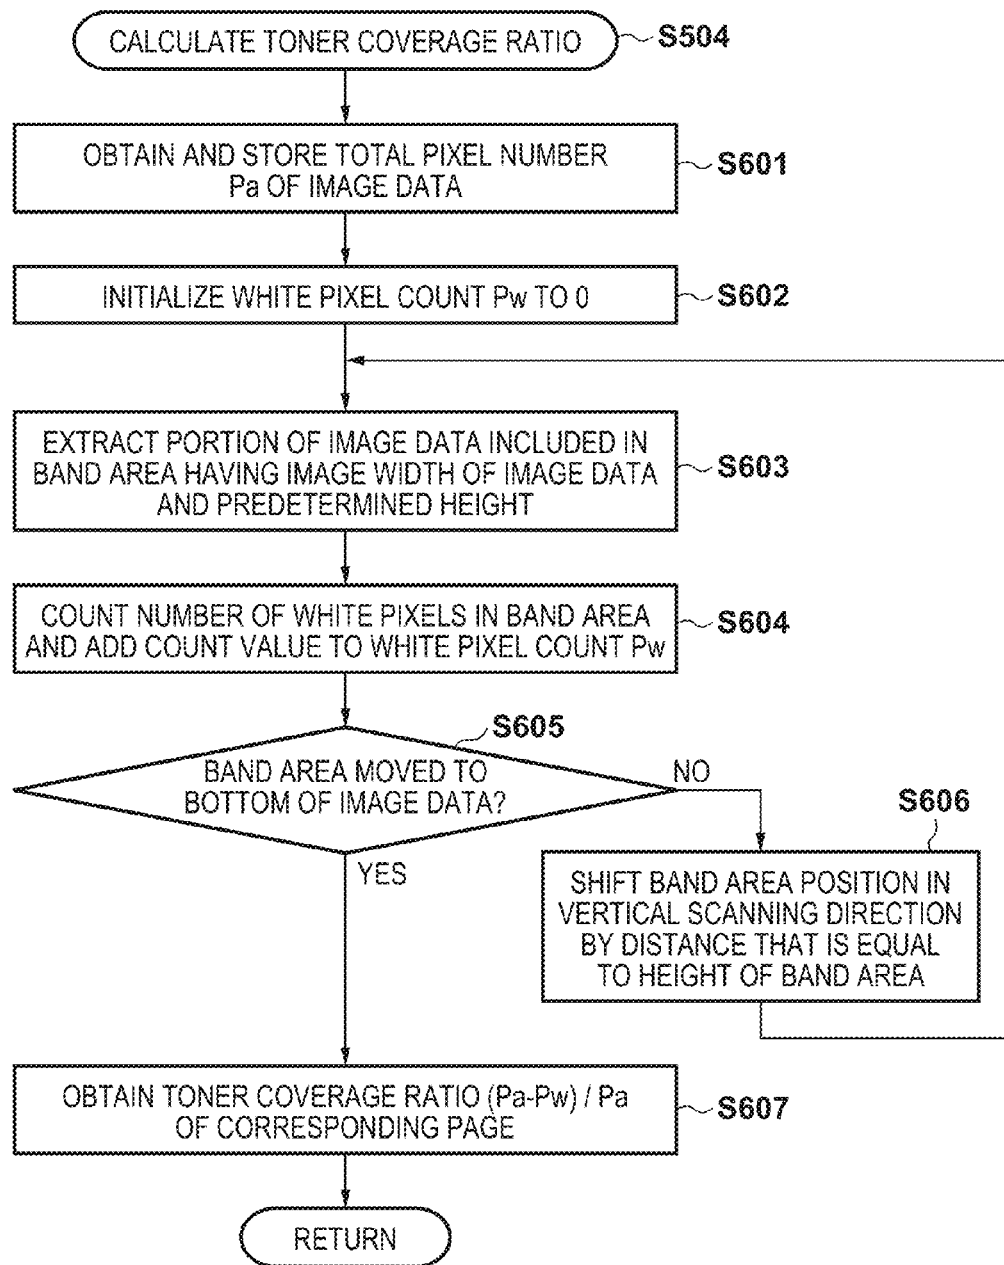 CALCULATE TONER COVERAGE RATIO
S504
OBTAIN AND STORE TOTAL PIXEL NUMBER
Pa OF IMAGE DATA
S601
INITIALIZE WHITE PIXEL COUNT Pw TO 0
S602
EXTRACT PORTION OF IMAGE DATA INCLUDED IN
BAND AREA HAVING IMAGE WIDTH OF IMAGE DATA
AND PREDETERMINED HEIGHT
S603
COUNT NUMBER OF WHITE PIXELS IN BAND AREA
AND ADD COUNT VALUE TO WHITE PIXEL COUNT Pw
S604
S605
BAND AREA MOVED TO
BOTTOM OF IMAGE DATA?
NO
YES
S606
SHIFT BAND AREA POSITION IN
VERTICAL SCANNING DIRECTION
BY DISTANCE THAT IS EQUAL
TO HEIGHT OF BAND AREA
OBTAIN TONER COVERAGE RATIO (Pa-Pw) / Pa
OF CORRESPONDING PAGE
S607
RETURN